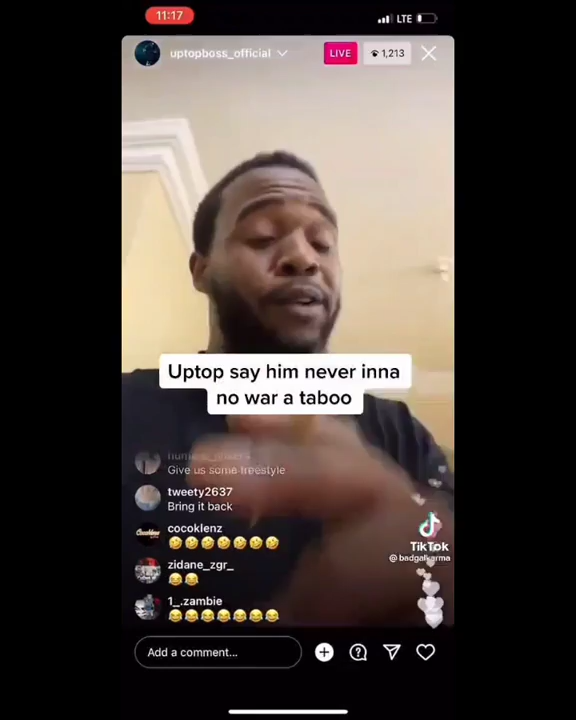 11:17
LTE
uptopboss_official
LIVE
1,213
Uptop say him never inna
no war a taboo
Give us some freestyle
tweety2637
Bring it back
cocoklenz
zidane_zgr_
1_.zambie
TikTok
@badgalkarma
Add a comment...